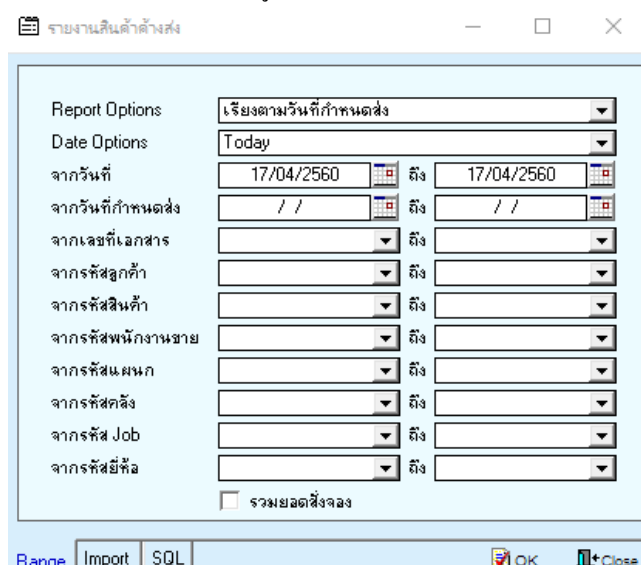 รายงานสินค้าค้างส่ง
Report Options เรียงตามวันที่กำหนดส่ง
Date Options Today
จากวันที่ 17/04/2560 ถึง 17/04/2560
จากวันที่กำหนดส่ง / / ถึง / /
จากเลขที่เอกสาร ถึง
จากรหัสลูกค้า ถึง
จากรหัสสินค้า ถึง
จากรหัสพนักงานขาย ถึง
จากรหัสแผนก ถึง
จากรหัสคลัง ถึง
จากรหัส Job ถึง
จากรหัสยี่ห้อ ถึง
รวมยอดสั่งจอง
Range Import SQL OK Close